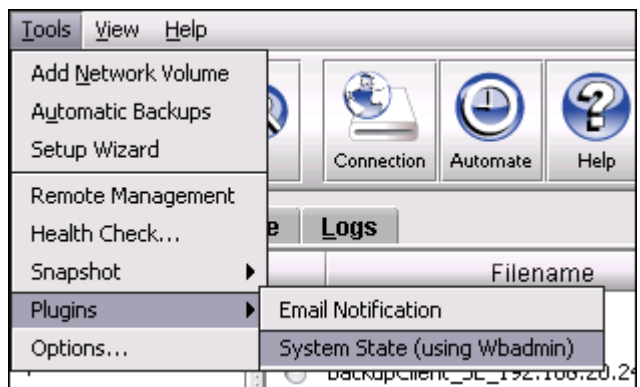 Tools View Help
Add Network Volume
Automatic Backups
Setup Wizard
Connection Automate Help
Remote Management
Health Check...
Logs
Snapshot
Filename
Plugins
Email Notification
Options...
System State (using Wbadmin)